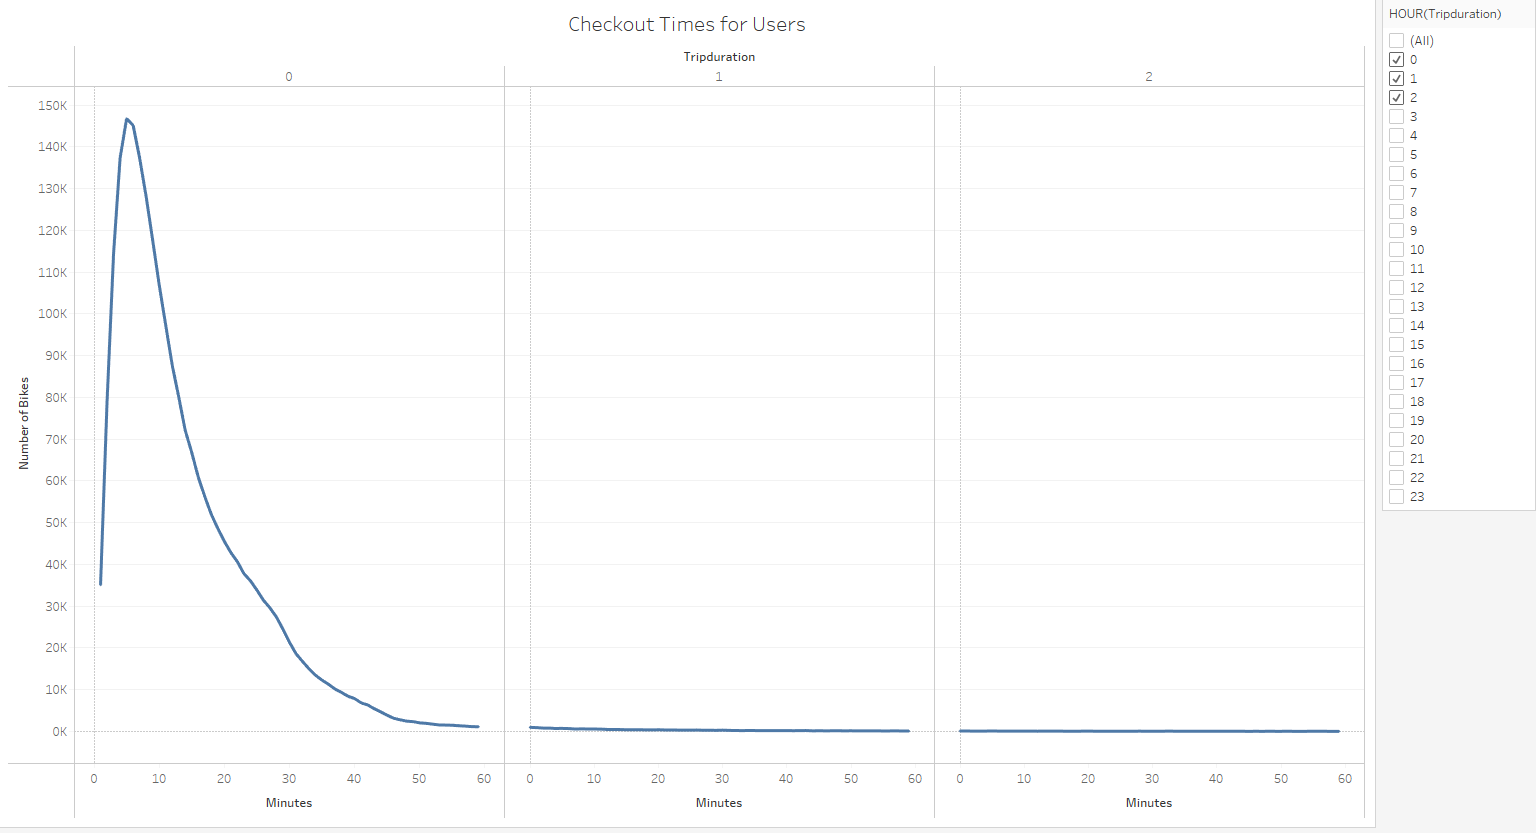 Checkout Times for Users
Tripduration
0 1 2
150K
140K
130K
120K
110K
100K
90K
80K
70K
60K
50K
40K
30K
20K
10K
0K
Number of Bikes
0 10 20 30 40 50 60 0 10 20 30 40 50 60 0 10 20 30 40 50 60
Minutes Minutes Minutes
HOUR(Tripduration)
(All)
0
1
2
3
4
5
6
7
8
9
10
11
12
13
14
15
16
17
18
19
20
21
22
23